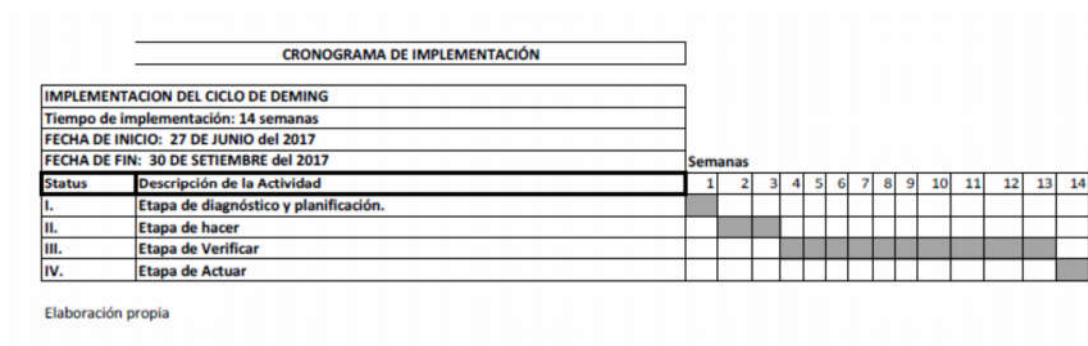 CRONOGRAMA DE IMPLEMENTACIÓN
IMPLEMENTACION DEL CICLO DE DEMING
Tiempo de implementación: 14 semanas
FECHA DE INICIO: 27 DE JUNIO del 2017
FECHA DE FIN: 30 DE SETIEMBRE del 2017 Semanas
Status Descripción de la Actividad 1 2 3 4 5 6 7 8 9 10 11 12 13 14
I. Etapa de diagnóstico y planificación.
II. Etapa de hacer
III. Etapa de Verificar
IV. Etapa de Actuar
Elaboración propia